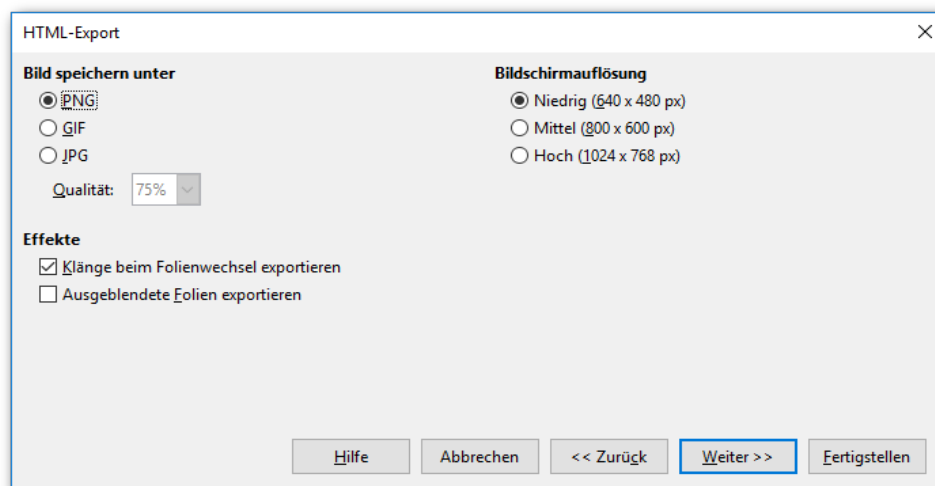 HTML-Export
Bild speichern unter
PNG
GIF
JPG
Qualität: 75%
Effekte
Klänge beim Folienwechsel exportieren
Ausgeblendete Folien exportieren
Bildschirmauflösung
Niedrig (640 x 480 px)
Mittel (800 x 600 px)
Hoch (1024 x 768 px)
Hilfe Abbrechen << Zurück Weiter >> Fertigstellen